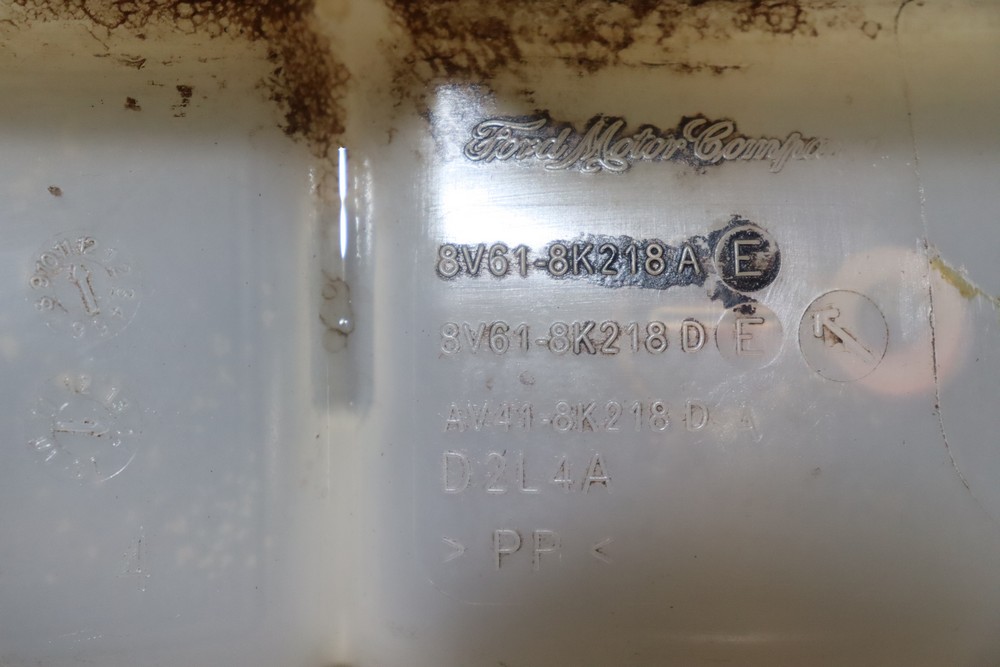 Ford Motor Compa
8V61-8K218 A E
8V61-8K218 D E
AV41-8K218 D A
D2L4A
> PP <